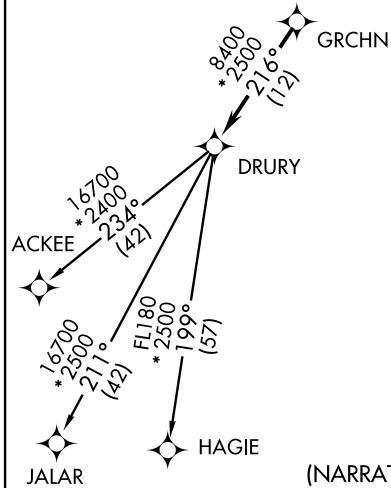 GRCHN
8400
*2500
216°
(12)
DRURY
16700
*2400
234°
(42)
ACKEE
16700
*2500
211°
(42)
FL180
*2500
199°
(57)
JALAR
HAGIE
(NARRAT